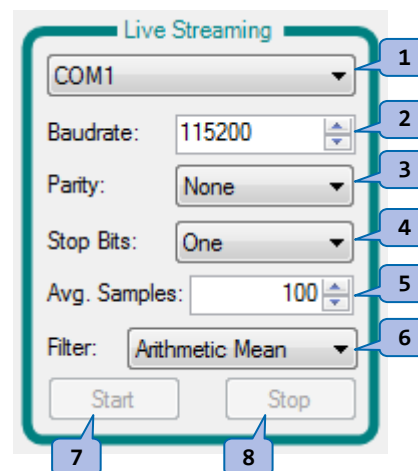 Live Streaming
COM1
1
Baudrate: 115200
2
Parity: None
3
Stop Bits: One
4
Avg. Samples: 100
5
Filter: Arithmetic Mean
6
Start Stop
7 8